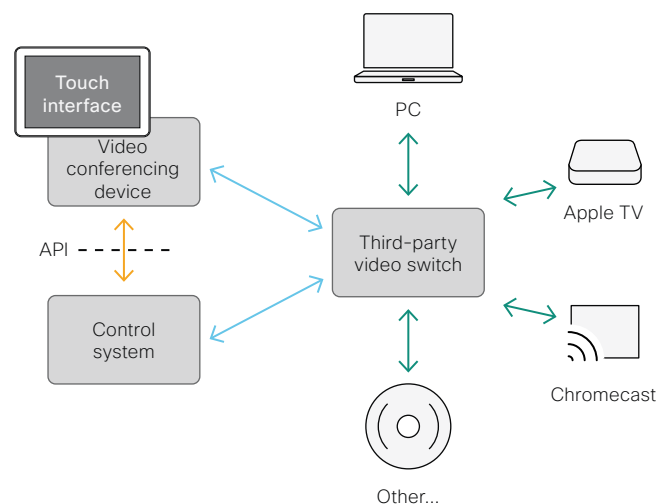 Touch
interface
Video
conferencing
device
API
Control
system
PC
Third-party
video switch
Apple TV
Chromecast
Other...